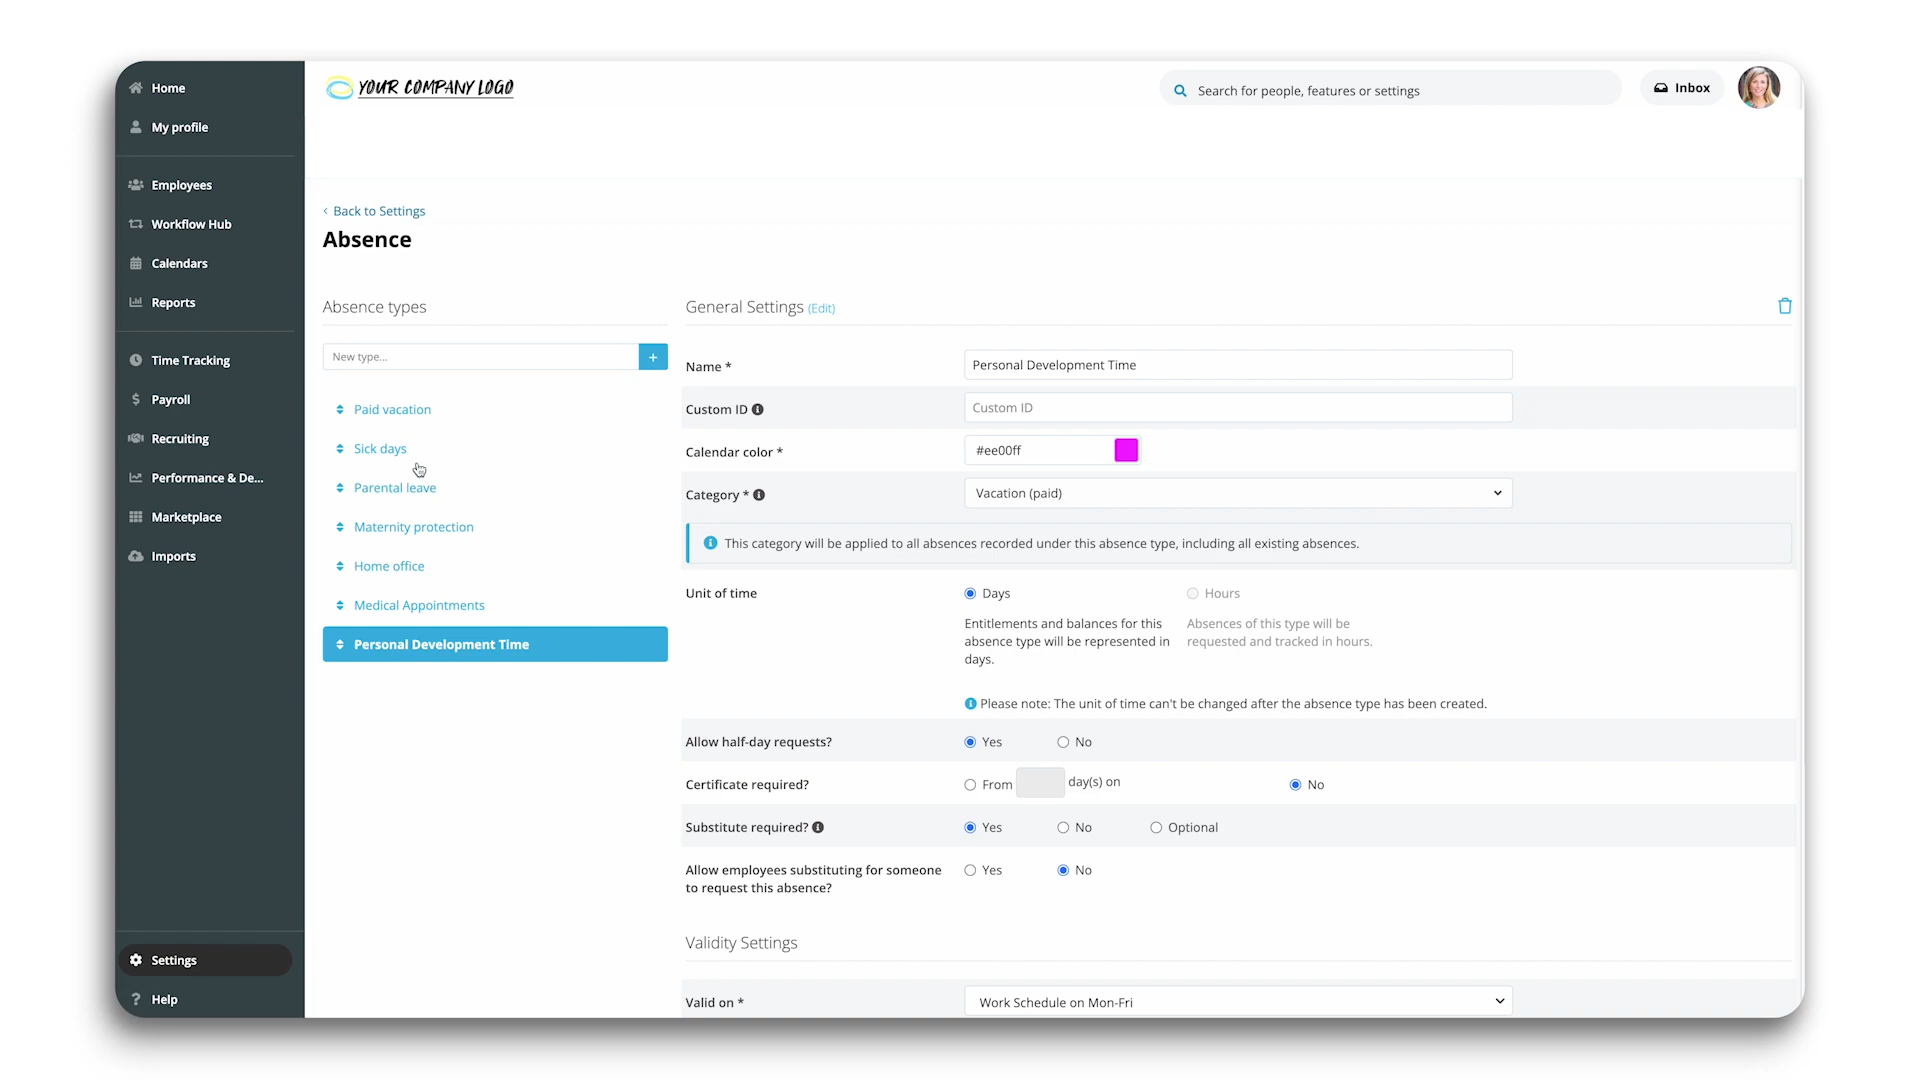 Home
My profile
Employees
Workflow Hub
Calendars
Reports
Time Tracking
Payroll
Recruiting
Performance & De...
Marketplace
Imports
Settings
Help
YOUR COMPANY LOGO
Search for people, features or settings
Inbox
Back to Settings
Absence
Absence types
New type...
+
Paid vacation
Sick days
Parental leave
Maternity protection
Home office
Medical Appointments
Personal Development Time
General Settings (Edit)
Name * Personal Development Time
Custom ID Custom ID
Calendar color * #ee00ff
Category * Vacation (paid)
This category will be applied to all absences recorded under this absence type, including all existing absences.
Unit of time Days Hours
Entitlements and balances for this
absence type will be represented in
days.
Absences of this type will be
requested and tracked in hours.
Please note: The unit of time can't be changed after the absence type has been created.
Allow half-day requests? Yes No
Certificate required? From day(s) on No
Substitute required? Yes No Optional
Allow employees substituting for someone
to request this absence?
Yes No
Validity Settings
Valid on * Work Schedule on Mon-Fri